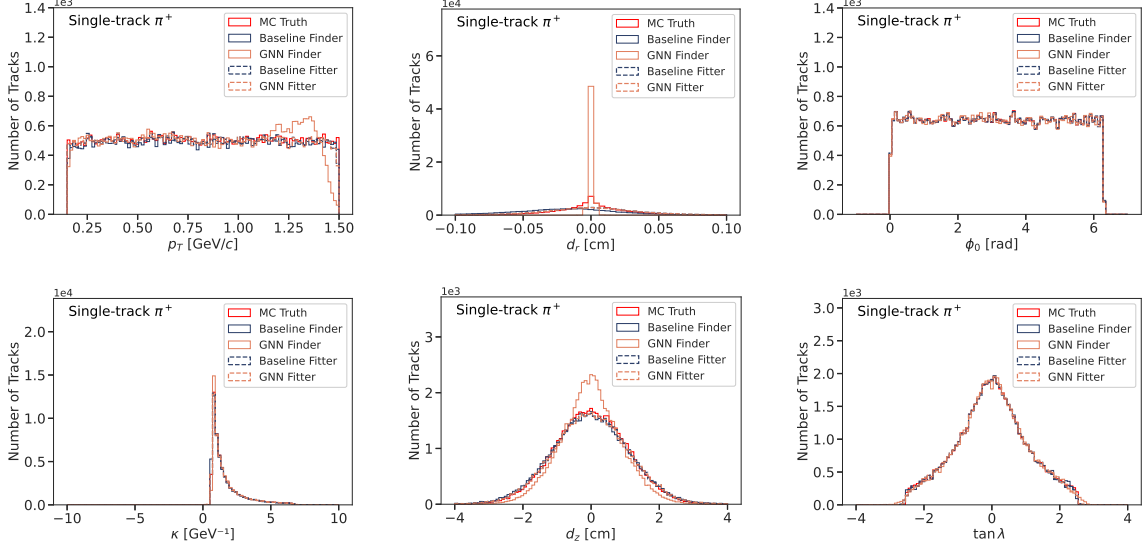 1e3
Single-track π⁺
MC Truth
Baseline Finder
GNN Finder
Baseline Fitter
GNN Fitter
Number of Tracks
1.4
1.2
1.0
0.8
0.6
0.4
0.2
0.0
0.25 0.50 0.75 1.00 1.25 1.50
p_T [GeV/c]
1e4
Single-track π⁺
MC Truth
Baseline Finder
GNN Finder
Baseline Fitter
GNN Fitter
Number of Tracks
6
4
2
0
−0.10 −0.05 0.00 0.05 0.10
d_r [cm]
1e3
Single-track π⁺
MC Truth
Baseline Finder
GNN Finder
Baseline Fitter
GNN Fitter
Number of Tracks
1.4
1.2
1.0
0.8
0.6
0.4
0.2
0.0
0 2 4 6
ϕ₀ [rad]
1e4
Single-track π⁺
MC Truth
Baseline Finder
GNN Finder
Baseline Fitter
GNN Fitter
Number of Tracks
2.0
1.5
1.0
0.5
0.0
−10 −5 0 5 10
κ [GeV⁻¹]
1e3
Single-track π⁺
MC Truth
Baseline Finder
GNN Finder
Baseline Fitter
GNN Fitter
Number of Tracks
3
2
1
0
−4 −2 0 2 4
d_z [cm]
1e3
Single-track π⁺
MC Truth
Baseline Finder
GNN Finder
Baseline Fitter
GNN Fitter
Number of Tracks
3.0
2.5
2.0
1.5
1.0
0.5
0.0
−4 −2 0 2 4
tan λ